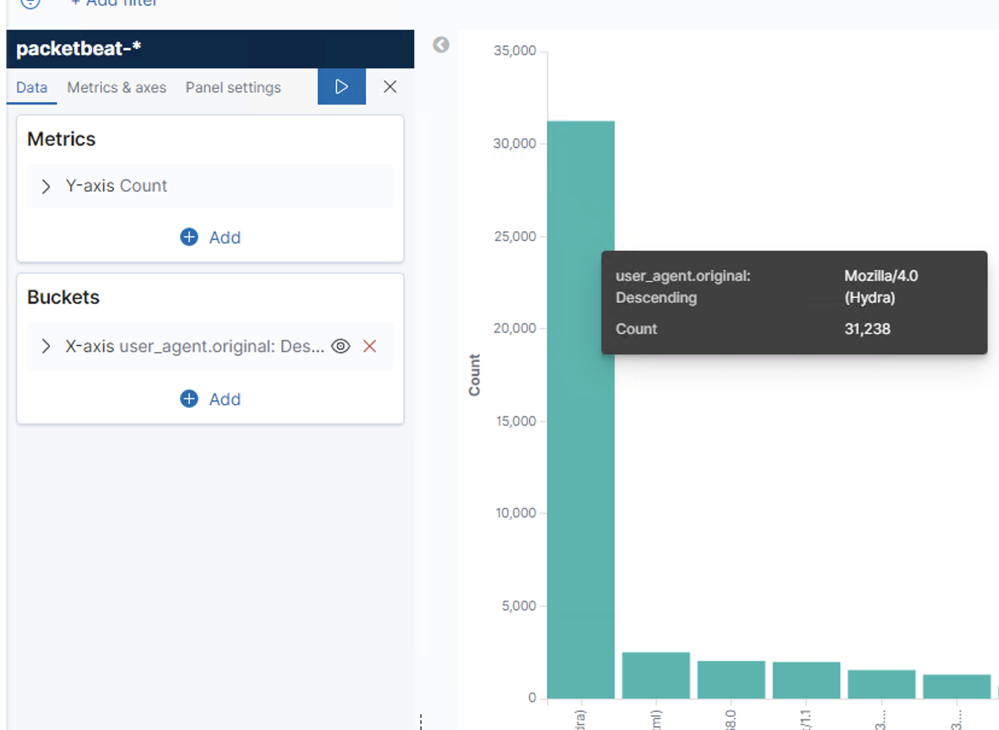 + Add filter
packetbeat-*
Data Metrics & axes Panel settings
Metrics
Y-axis Count
Add
Buckets
X-axis user_agent.original: Des...
Add
35,000
30,000
25,000
20,000
15,000
10,000
5,000
0
Count
user_agent.original: Mozilla/4.0
Descending (Hydra)
Count 31,238
dra)
ml)
68.0
t/1.1
3...
3...